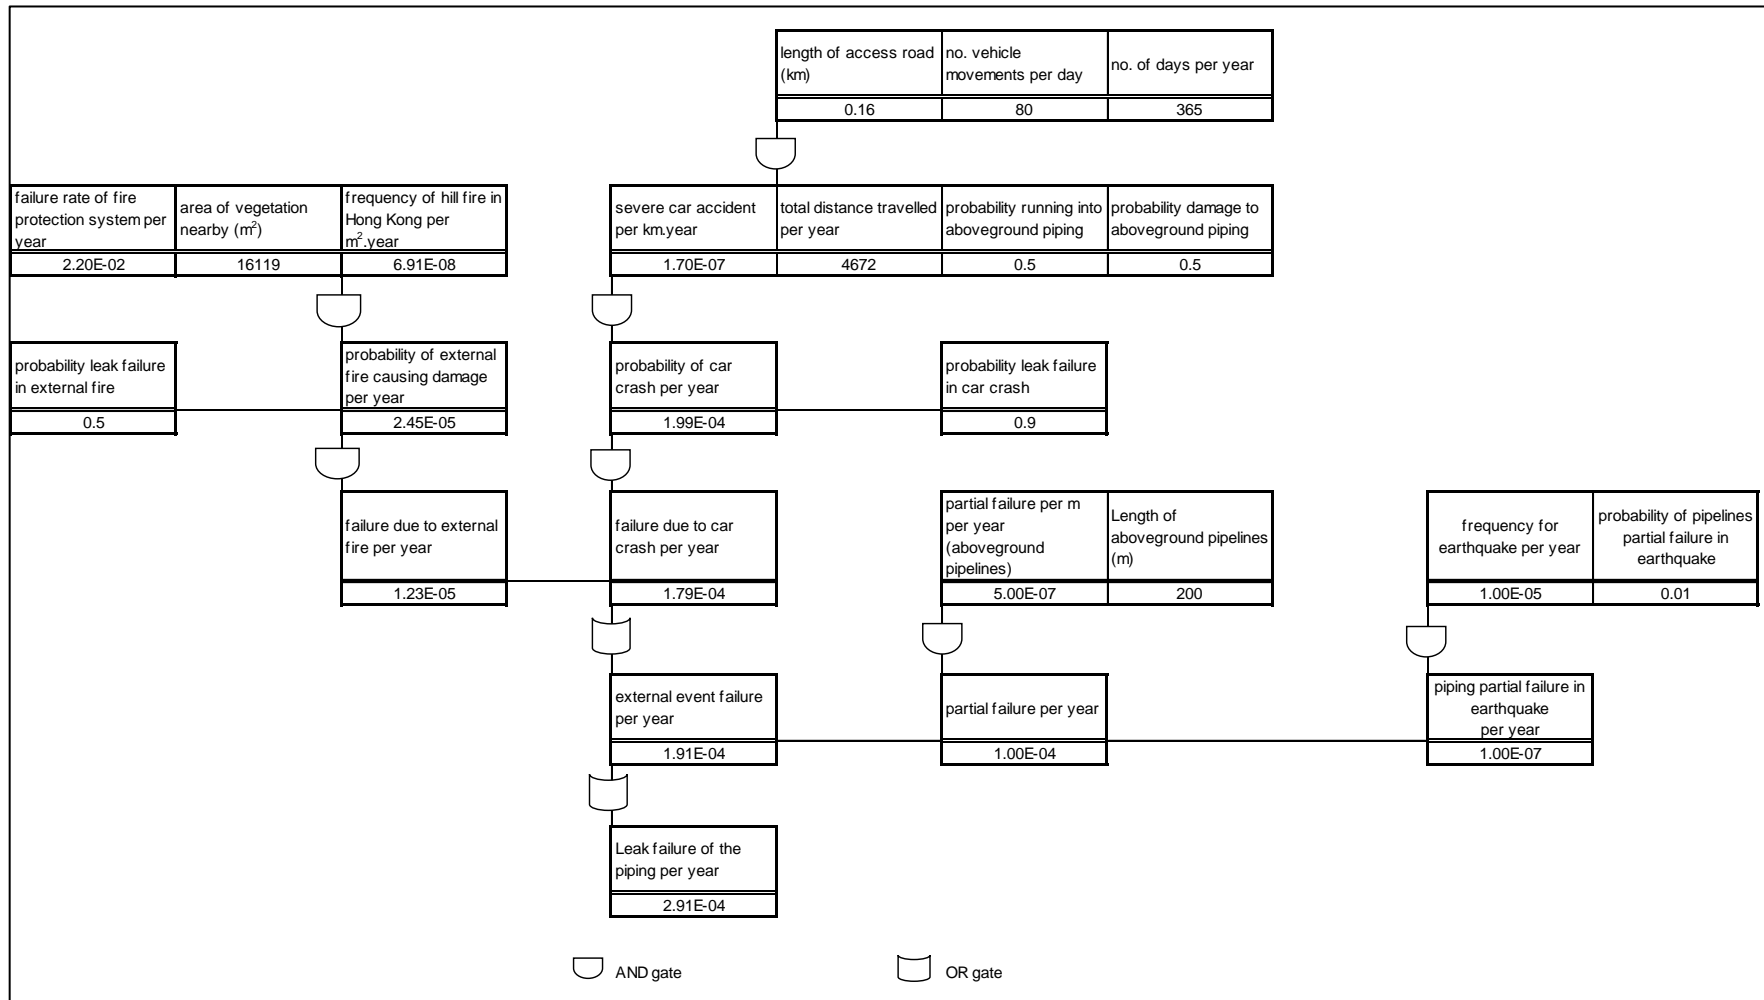 length of access road
(km)
no. vehicle
movements per day
no. of days per year
0.16
80
365
failure rate of fire
protection system per
year
area of vegetation
nearby (m²)
frequency of hill fire in
Hong Kong per
m².year
2.20E-02
16119
6.91E-08
severe car accident
per km.year
total distance travelled
per year
probability running into
aboveground piping
probability damage to
aboveground piping
1.70E-07
4672
0.5
0.5
probability leak failure
in external fire
0.5
probability of external
fire causing damage
per year
2.45E-05
probability of car
crash per year
1.99E-04
probability leak failure
in car crash
0.9
failure due to external
fire per year
1.23E-05
failure due to car
crash per year
1.79E-04
partial failure per m
per year
(aboveground
pipelines)
Length of
aboveground pipelines
(m)
5.00E-07
200
frequency for
earthquake per year
probability of pipelines
partial failure in
earthquake
1.00E-05
0.01
external event failure
per year
1.91E-04
partial failure per year
1.00E-04
piping partial failure in
earthquake
per year
1.00E-07
Leak failure of the
piping per year
2.91E-04
AND gate
OR gate